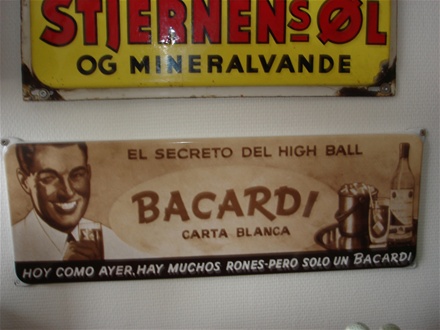 STJERNENS ØL
OG MINERALVANDE
EL SECRETO DEL HIGH BALL
BACARDI
CARTA BLANCA
HOY COMO AYER, HAY MUCHOS RONES-PERO SOLO UN BACARDI